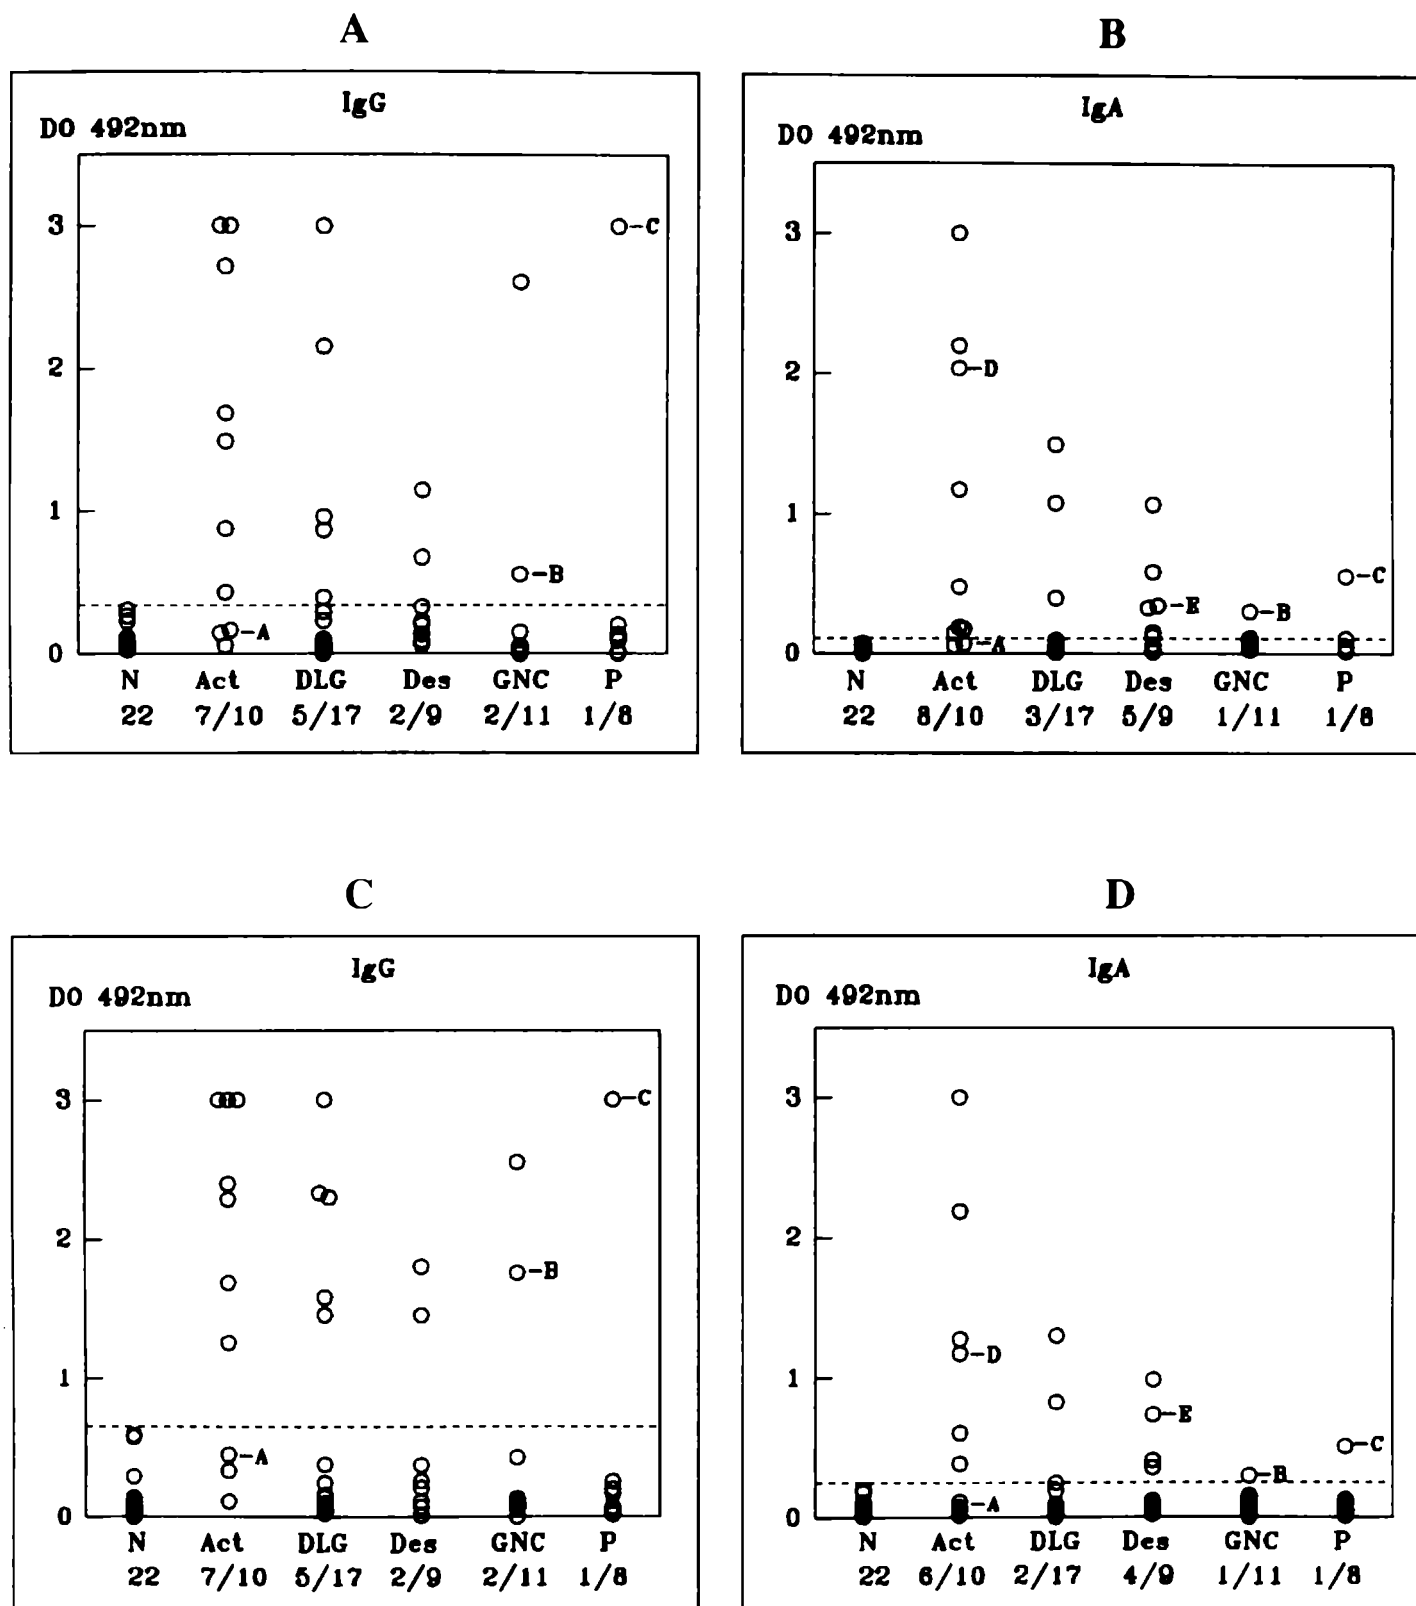 A
IgG
DO 492nm
3
2
1
0
-C
-B
-A
N Act DLG Des GNC P
22 7/10 5/17 2/9 2/11 1/8
B
IgA
DO 492nm
3
2
1
0
-D
-C
-E
-B
-A
N Act DLG Des GNC P
22 8/10 3/17 5/9 1/11 1/8
C
IgG
DO 492nm
3
2
1
0
-C
-B
-A
N Act DLG Des GNC P
22 7/10 5/17 2/9 2/11 1/8
D
IgA
DO 492nm
3
2
1
0
-D
-E
-C
-B
-A
N Act DLG Des GNC P
22 6/10 2/17 4/9 1/11 1/8